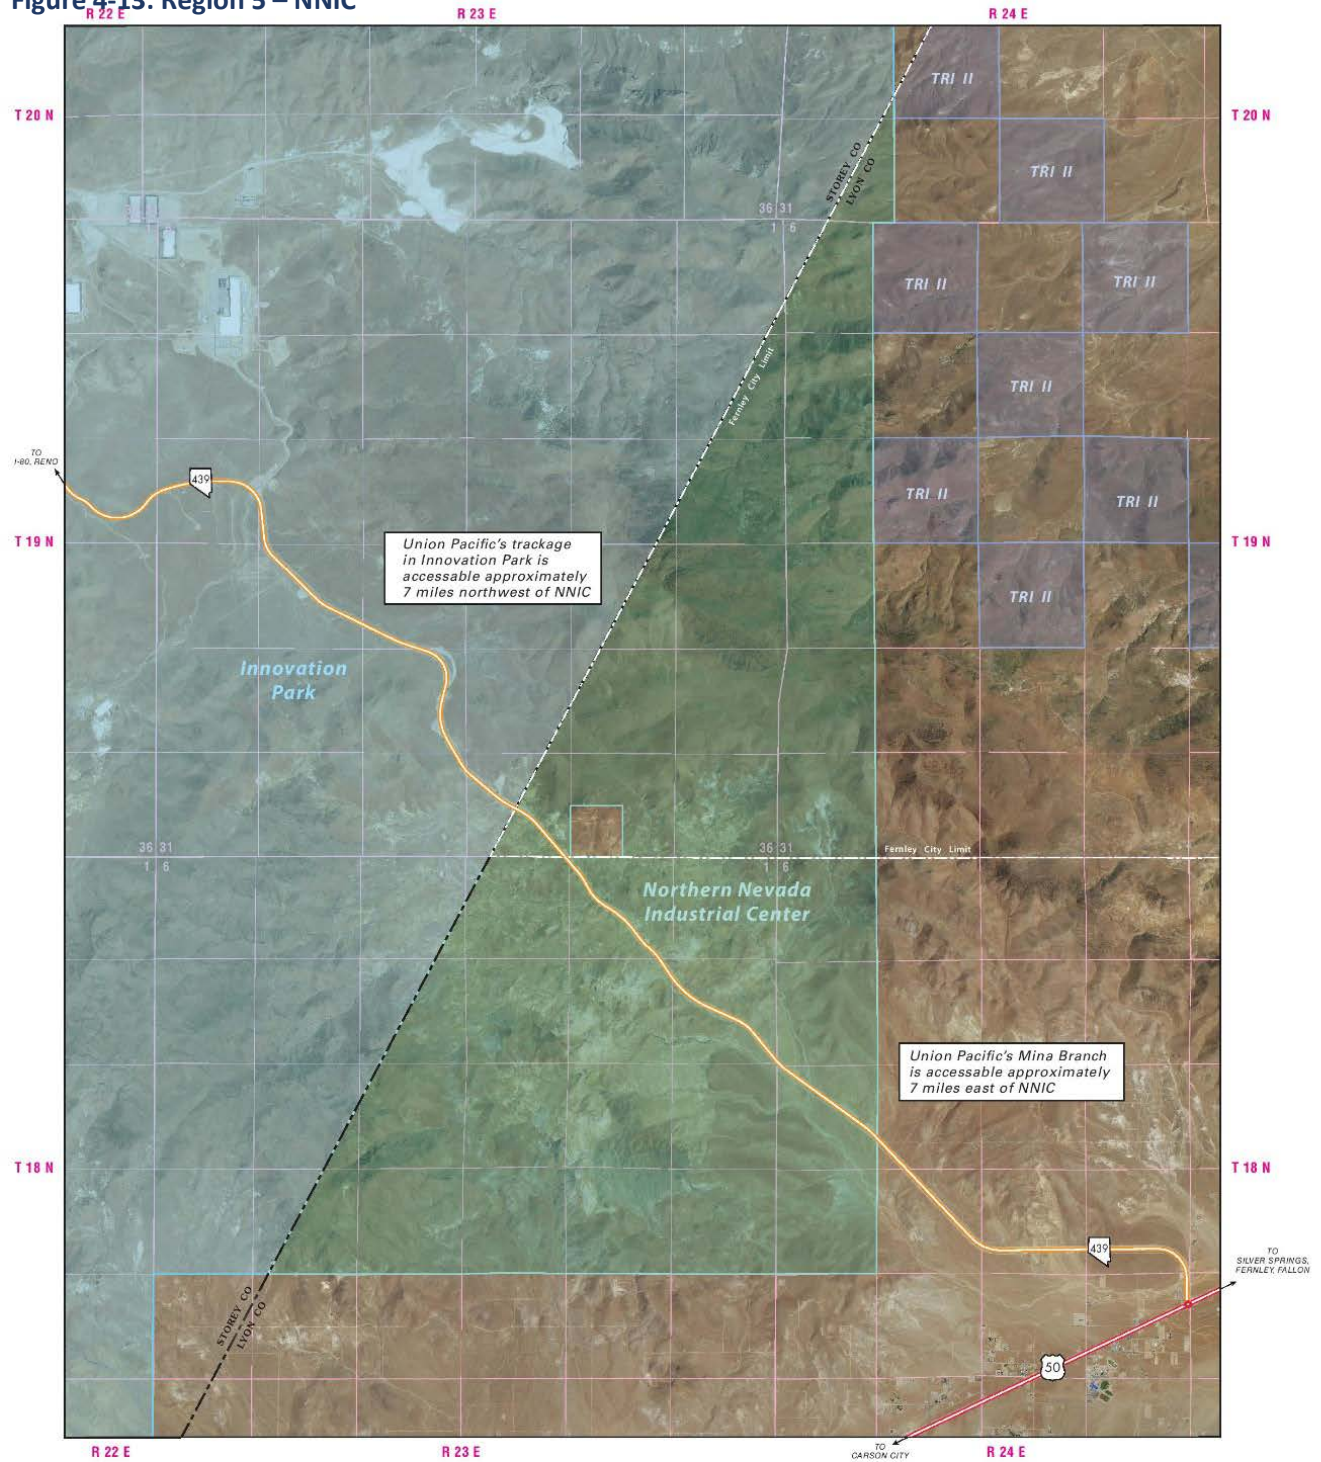 Figure 4-13: Region 5 – NNIC
R 22 E
R 23 E
R 24 E
TRI II
T 20 N
T 20 N
STOREY CO
LYON CO
TRI II
36 31
1 6
TRI II
TRI II
Fernley City Limit
TRI II
TO
I-80, RENO
439
TRI II
TRI II
T 19 N
T 19 N
Union Pacific's trackage
in Innovation Park is
accessable approximately
7 miles northwest of NNIC
TRI II
Innovation
Park
36 31
1 6
36 31
1 6
Fernley City Limit
Northern Nevada
Industrial Center
Union Pacific's Mina Branch
is accessable approximately
7 miles east of NNIC
T 18 N
T 18 N
439
TO
SILVER SPRINGS,
FERNLEY, FALLON
STOREY CO
LYON CO
50
R 22 E
R 23 E
R 24 E
TO
CARSON CITY